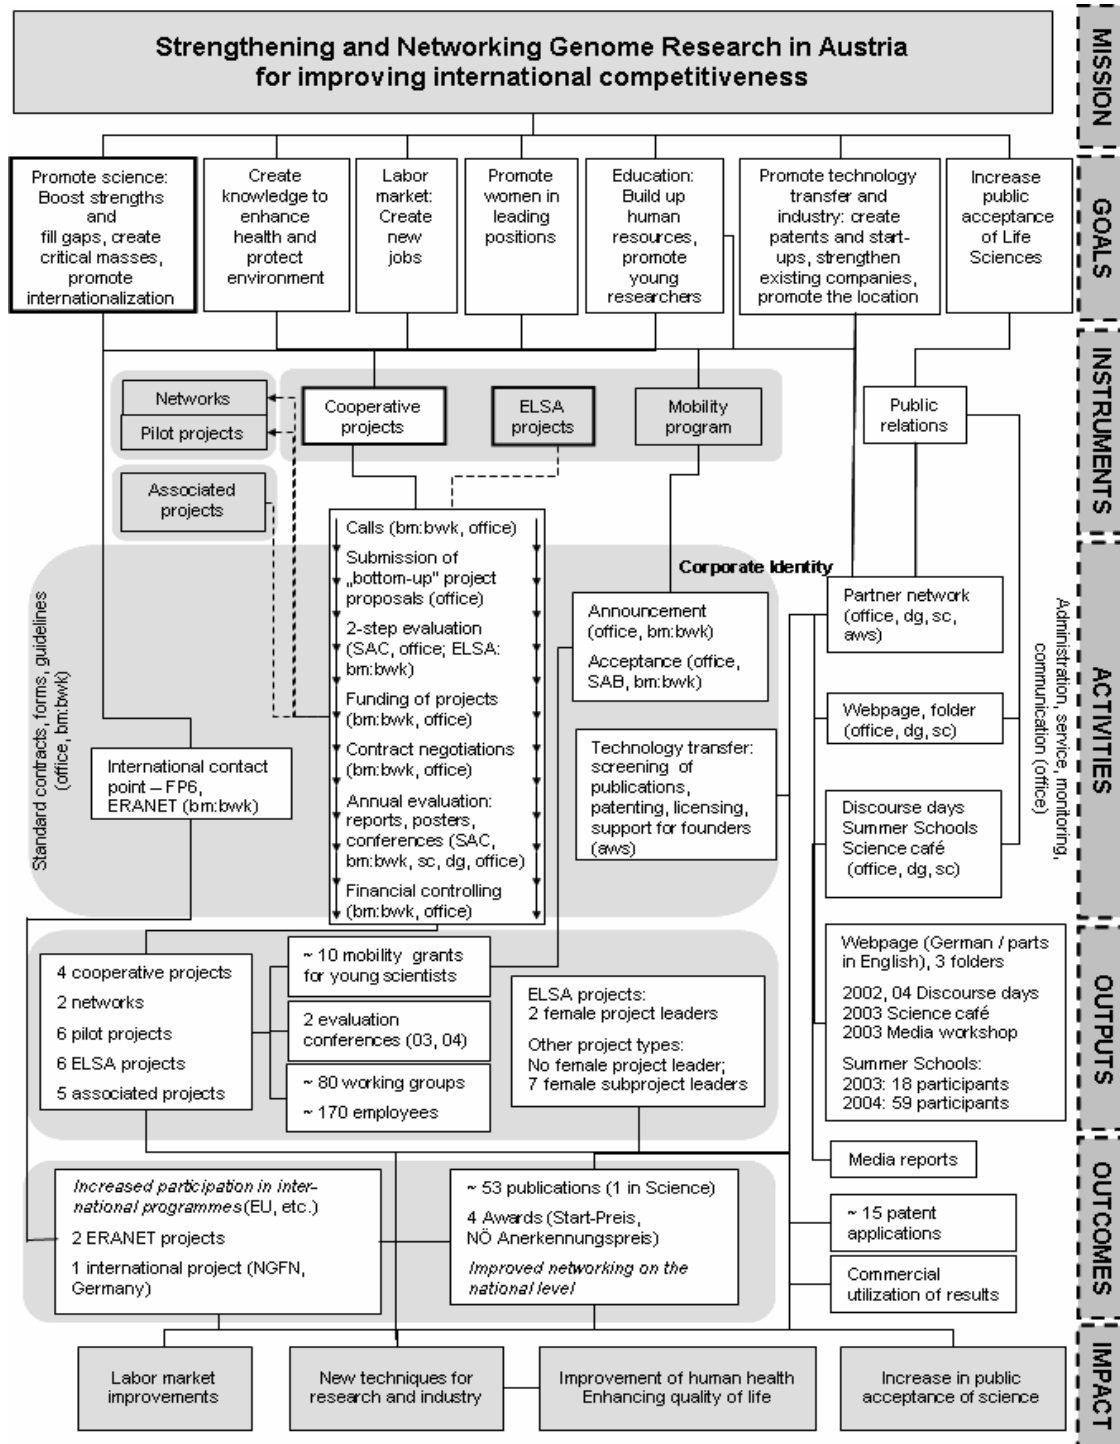 Strengthening and Networking Genome Research in Austria
for improving international competitiveness
MISSION
Promote science:
Boost strengths
and
fill gaps, create
critical masses,
promote
internationalization
Create
knowledge to
enhance
health and
protect
environment
Labor
market:
Create
new
jobs
Promote
women in
leading
positions
Education:
Build up
human
resources,
promote
young
researchers
Promote technology
transfer and
industry: create
patents and start-
ups, strengthen
existing companies,
promote the location
Increase
public
acceptance
of Life
Sciences
GOALS
Networks
Pilot projects
Associated
projects
Cooperative
projects
ELSA
projects
Mobility
program
Public
relations
INSTRUMENTS
Standard contracts, forms, guidelines
(office, bm:bwk)
International contact
point – FP6,
ERANET (bm:bwk)
Calls (bm:bwk, office)
Submission of
„bottom-up" project
proposals (office)
2-step evaluation
(SAC, office; ELSA:
bm:bwk)
Funding of projects
(bm:bwk, office)
Contract negotiations
(bm:bwk, office)
Annual evaluation:
reports, posters,
conferences (SAC,
bm:bwk, sc, dg, office)
Financial controlling
(bm:bwk, office)
Corporate Identity
Announcement
(office, bm:bwk)
Acceptance (office,
SAB, bm:bwk)
Technology transfer:
screening of
publications,
patenting, licensing,
support for founders
(aws)
Partner network
(office, dg, sc,
aws)
Webpage, folder
(office, dg, sc)
Discourse days
Summer Schools
Science café
(office, dg, sc)
Administration, service, monitoring,
communication (office)
ACTIVITIES
4 cooperative projects
2 networks
6 pilot projects
6 ELSA projects
5 associated projects
~ 10 mobility grants
for young scientists
2 evaluation
conferences (03, 04)
~ 80 working groups
~ 170 employees
ELSA projects:
2 female project leaders
Other project types:
No female project leader;
7 female subproject leaders
Webpage (German / parts
in English), 3 folders
2002, 04 Discourse days
2003 Science café
2003 Media workshop
Summer Schools:
2003: 18 participants
2004: 59 participants
Media reports
OUTPUTS
Increased participation in inter-
national programmes (EU, etc.)
2 ERANET projects
1 international project (NGFN,
Germany)
~ 53 publications (1 in Science)
4 Awards (Start-Preis,
NÖ Anerkennungspreis)
Improved networking on the
national level
~ 15 patent
applications
Commercial
utilization of results
OUTCOMES
Labor market
improvements
New techniques for
research and industry
Improvement of human health
Enhancing quality of life
Increase in public
acceptance of science
IMPACT